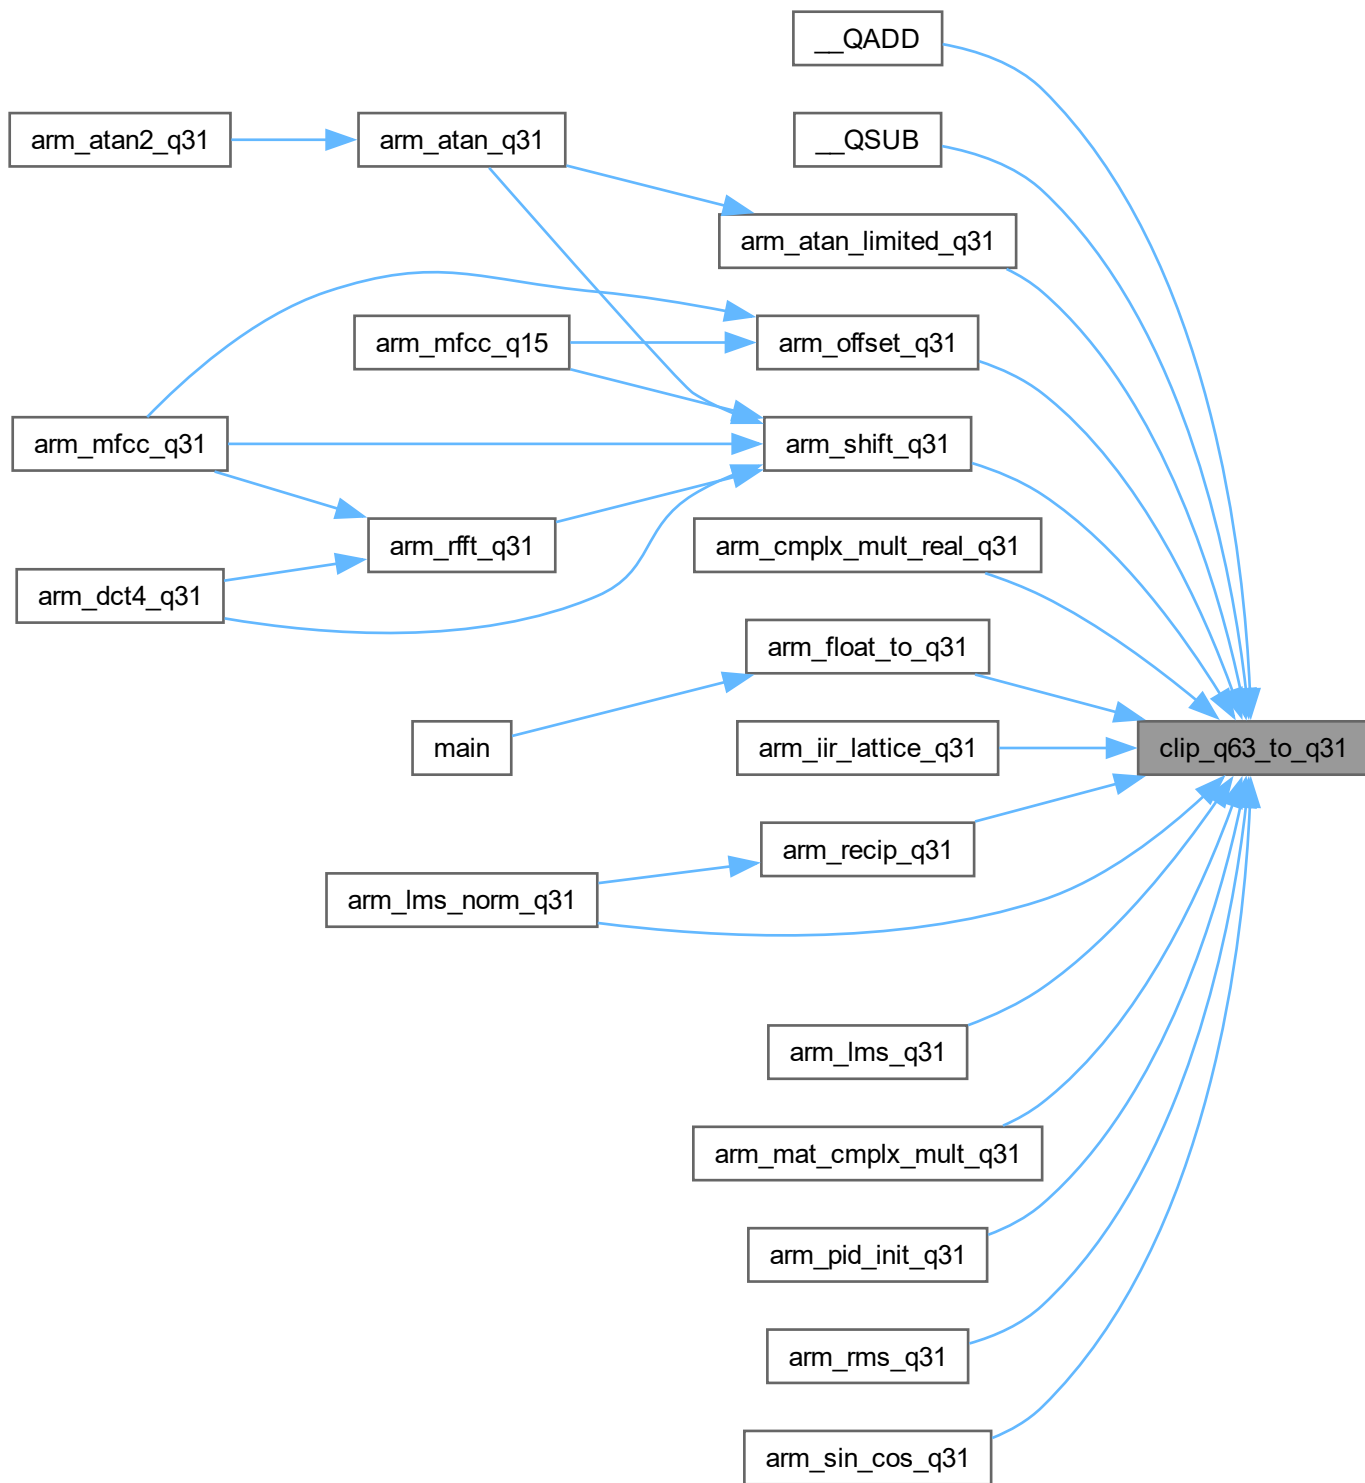 __QADD
arm_atan2_q31
arm_atan_q31
__QSUB
arm_atan_limited_q31
arm_mfcc_q15
arm_offset_q31
arm_mfcc_q31
arm_shift_q31
arm_rfft_q31
arm_cmplx_mult_real_q31
arm_dct4_q31
arm_float_to_q31
main
arm_iir_lattice_q31
clip_q63_to_q31
arm_recip_q31
arm_lms_norm_q31
arm_lms_q31
arm_mat_cmplx_mult_q31
arm_pid_init_q31
arm_rms_q31
arm_sin_cos_q31